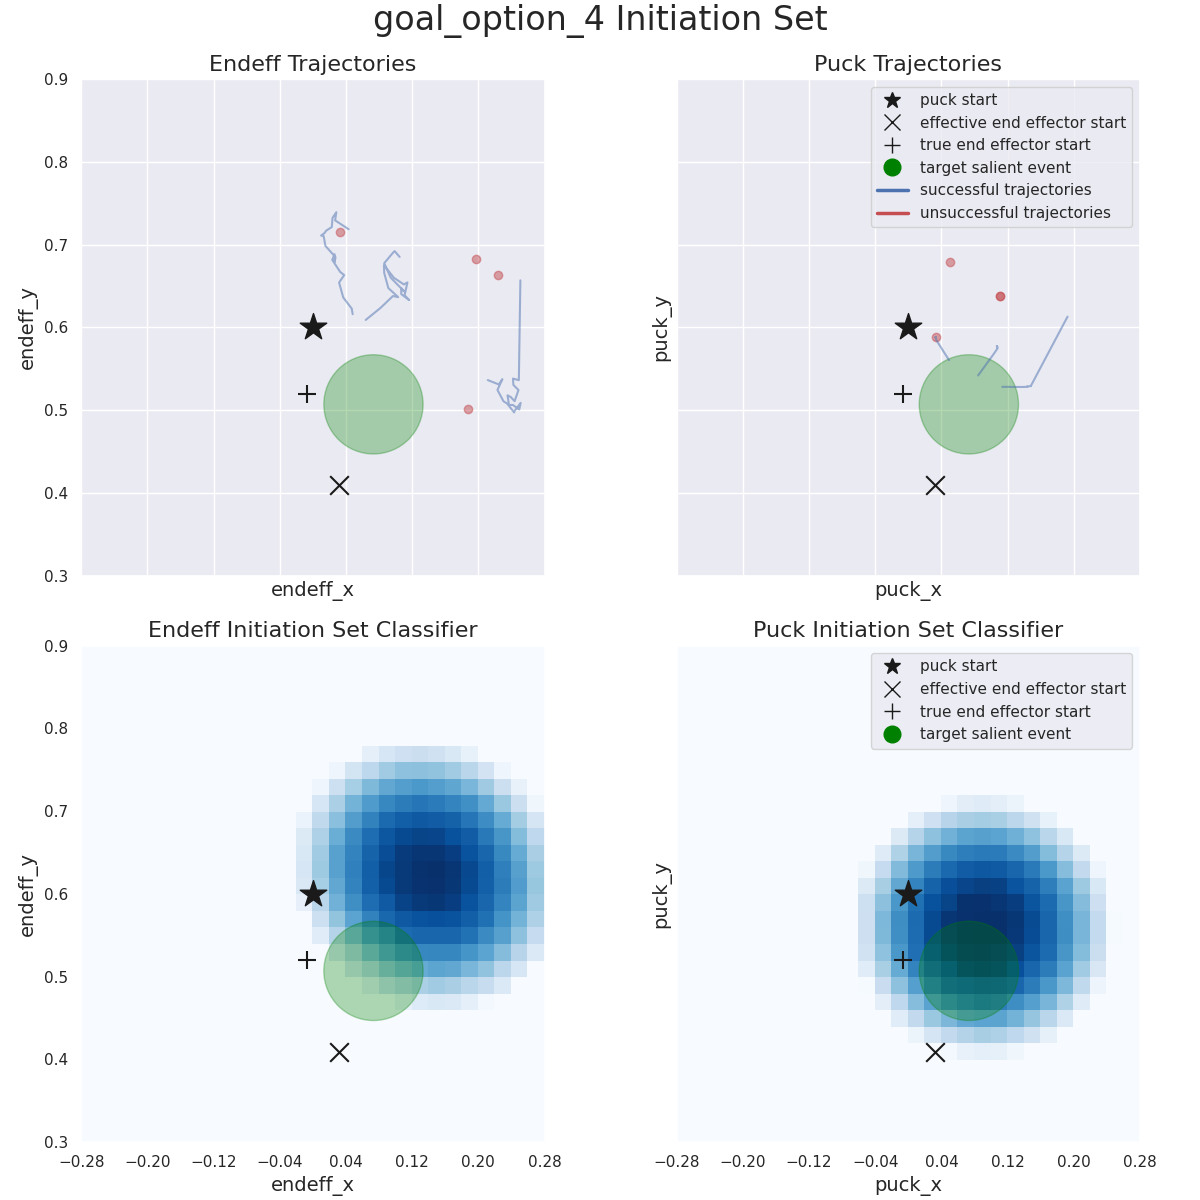 goal_option_4 Initiation Set
Endeff Trajectories
endeff_y
0.9
0.8
0.7
0.6
0.5
0.4
0.3
endeff_x
Puck Trajectories
puck start
effective end effector start
true end effector start
target salient event
successful trajectories
unsuccessful trajectories
puck_y
puck_x
Endeff Initiation Set Classifier
endeff_y
0.9
0.8
0.7
0.6
0.5
0.4
0.3
−0.28 −0.20 −0.12 −0.04 0.04 0.12 0.20 0.28
endeff_x
Puck Initiation Set Classifier
puck start
effective end effector start
true end effector start
target salient event
puck_y
−0.28 −0.20 −0.12 −0.04 0.04 0.12 0.20 0.28
puck_x